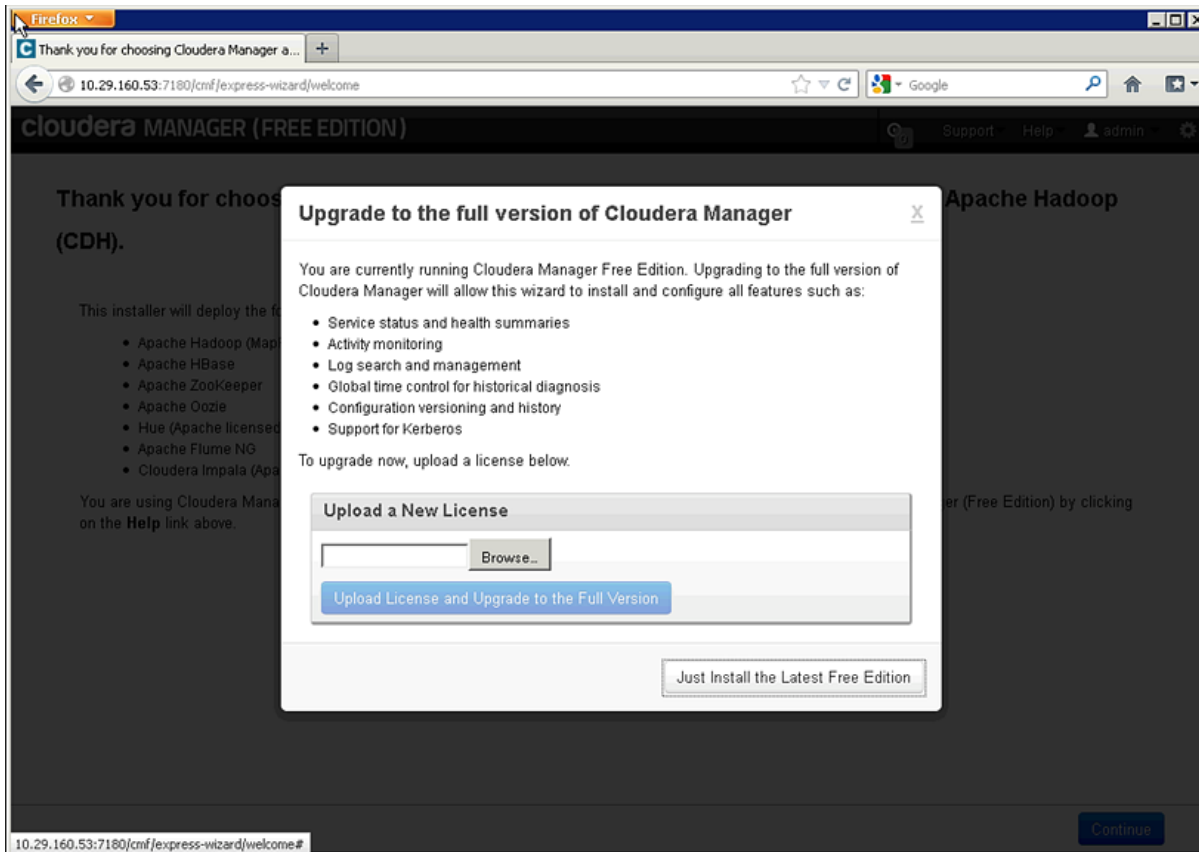 Firefox
Thank you for choosing Cloudera Manager a...
10.29.160.53:7180/cmf/express-wizard/welcome
Google
cloudera MANAGER (FREE EDITION)
Support Help admin
Thank you for choos
Apache Hadoop
(CDH).
This installer will deploy the fo
• Apache Hadoop (Map
• Apache HBase
• Apache ZooKeeper
• Apache Oozie
• Hue (Apache licensed
• Apache Flume NG
• Cloudera Impala (Apa
You are using Cloudera Mana
er (Free Edition) by clicking
on the Help link above.
Upgrade to the full version of Cloudera Manager
X
You are currently running Cloudera Manager Free Edition. Upgrading to the full version of
Cloudera Manager will allow this wizard to install and configure all features such as:
• Service status and health summaries
• Activity monitoring
• Log search and management
• Global time control for historical diagnosis
• Configuration versioning and history
• Support for Kerberos
To upgrade now, upload a license below.
Upload a New License
Browse...
Upload License and Upgrade to the Full Version
Just Install the Latest Free Edition
Continue
10.29.160.53:7180/cmf/express-wizard/welcome#